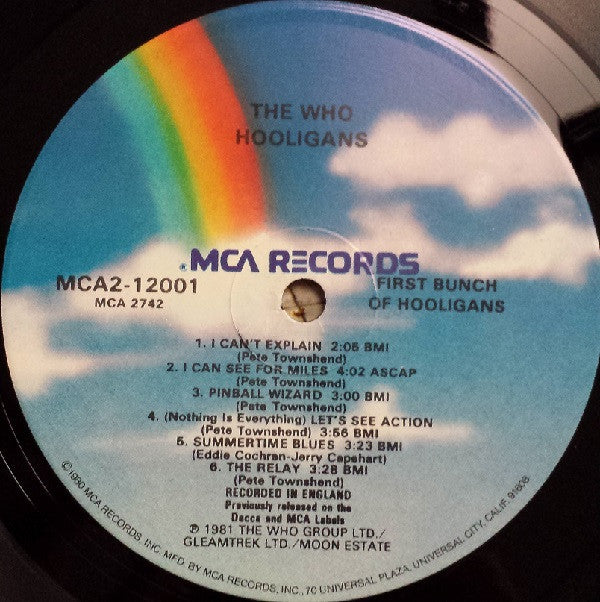 THE WHO
HOOLIGANS
MCA RECORDS
MCA2-12001
MCA 2742
FIRST BUNCH
OF HOOLIGANS
1. I CAN'T EXPLAIN 2:05 BMI
(Pete Townshend)
2. I CAN SEE FOR MILES 4:02 ASCAP
(Pete Townshend)
3. PINBALL WIZARD 3:00 BMI
(Pete Townshend)
4. (Nothing Is Everything) LET'S SEE ACTION
(Pete Townshend) 3:56 BMI
5. SUMMERTIME BLUES 3:23 BMI
(Eddie Cochran-Jerry Capehart)
6. THE RELAY 3:28 BMI
(Pete Townshend)
RECORDED IN ENGLAND
Previously released on the
Decca and MCA Labels
℗ 1981 THE WHO GROUP LTD./
GLEAMTREK LTD./MOON ESTATE
©1980 MCA RECORDS, INC. MFG. BY MCA RECORDS, INC., 70 UNIVERSAL PLAZA, UNIVERSAL CITY, CALIF. 91608